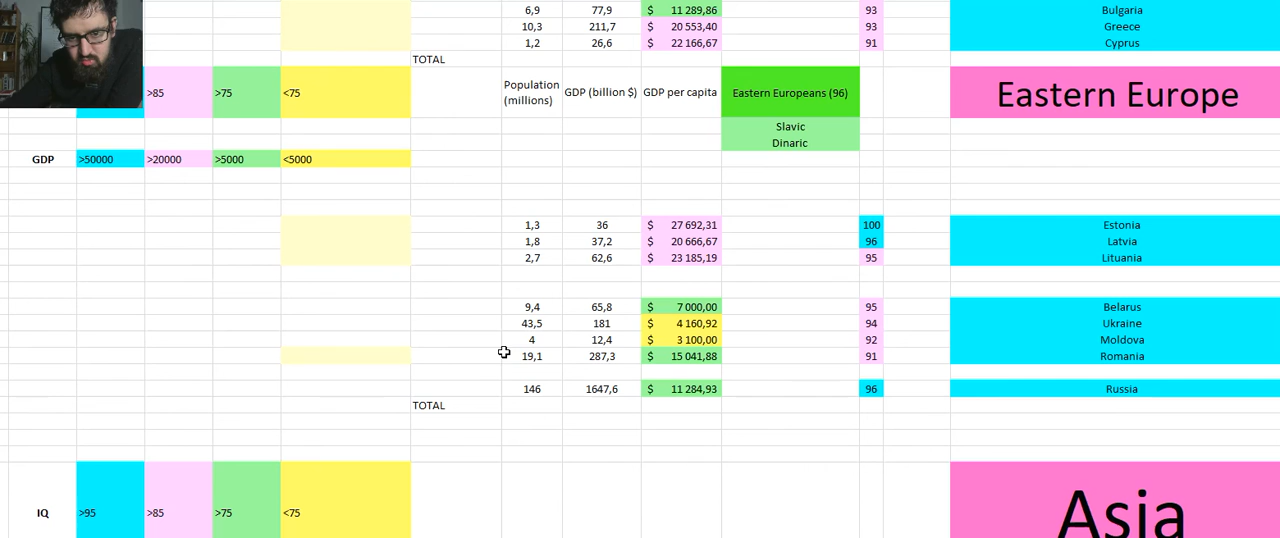 6,9 77,9 $ 11 289,86 93 Bulgaria
10,3 211,7 $ 20 553,40 93 Greece
1,2 26,6 $ 22 166,67 91 Cyprus
TOTAL
>85 >75 <75 Population (millions) GDP (billion $) GDP per capita Eastern Europeans (96) Eastern Europe
Slavic
Dinaric
GDP >50000 >20000 >5000 <5000
1,3 36 $ 27 692,31 100 Estonia
1,8 37,2 $ 20 666,67 96 Latvia
2,7 62,6 $ 23 185,19 95 Lituania
9,4 65,8 $ 7 000,00 95 Belarus
43,5 181 $ 4 160,92 94 Ukraine
4 12,4 $ 3 100,00 92 Moldova
19,1 287,3 $ 15 041,88 91 Romania
146 1647,6 $ 11 284,93 96 Russia
TOTAL
IQ >95 >85 >75 <75 Asia